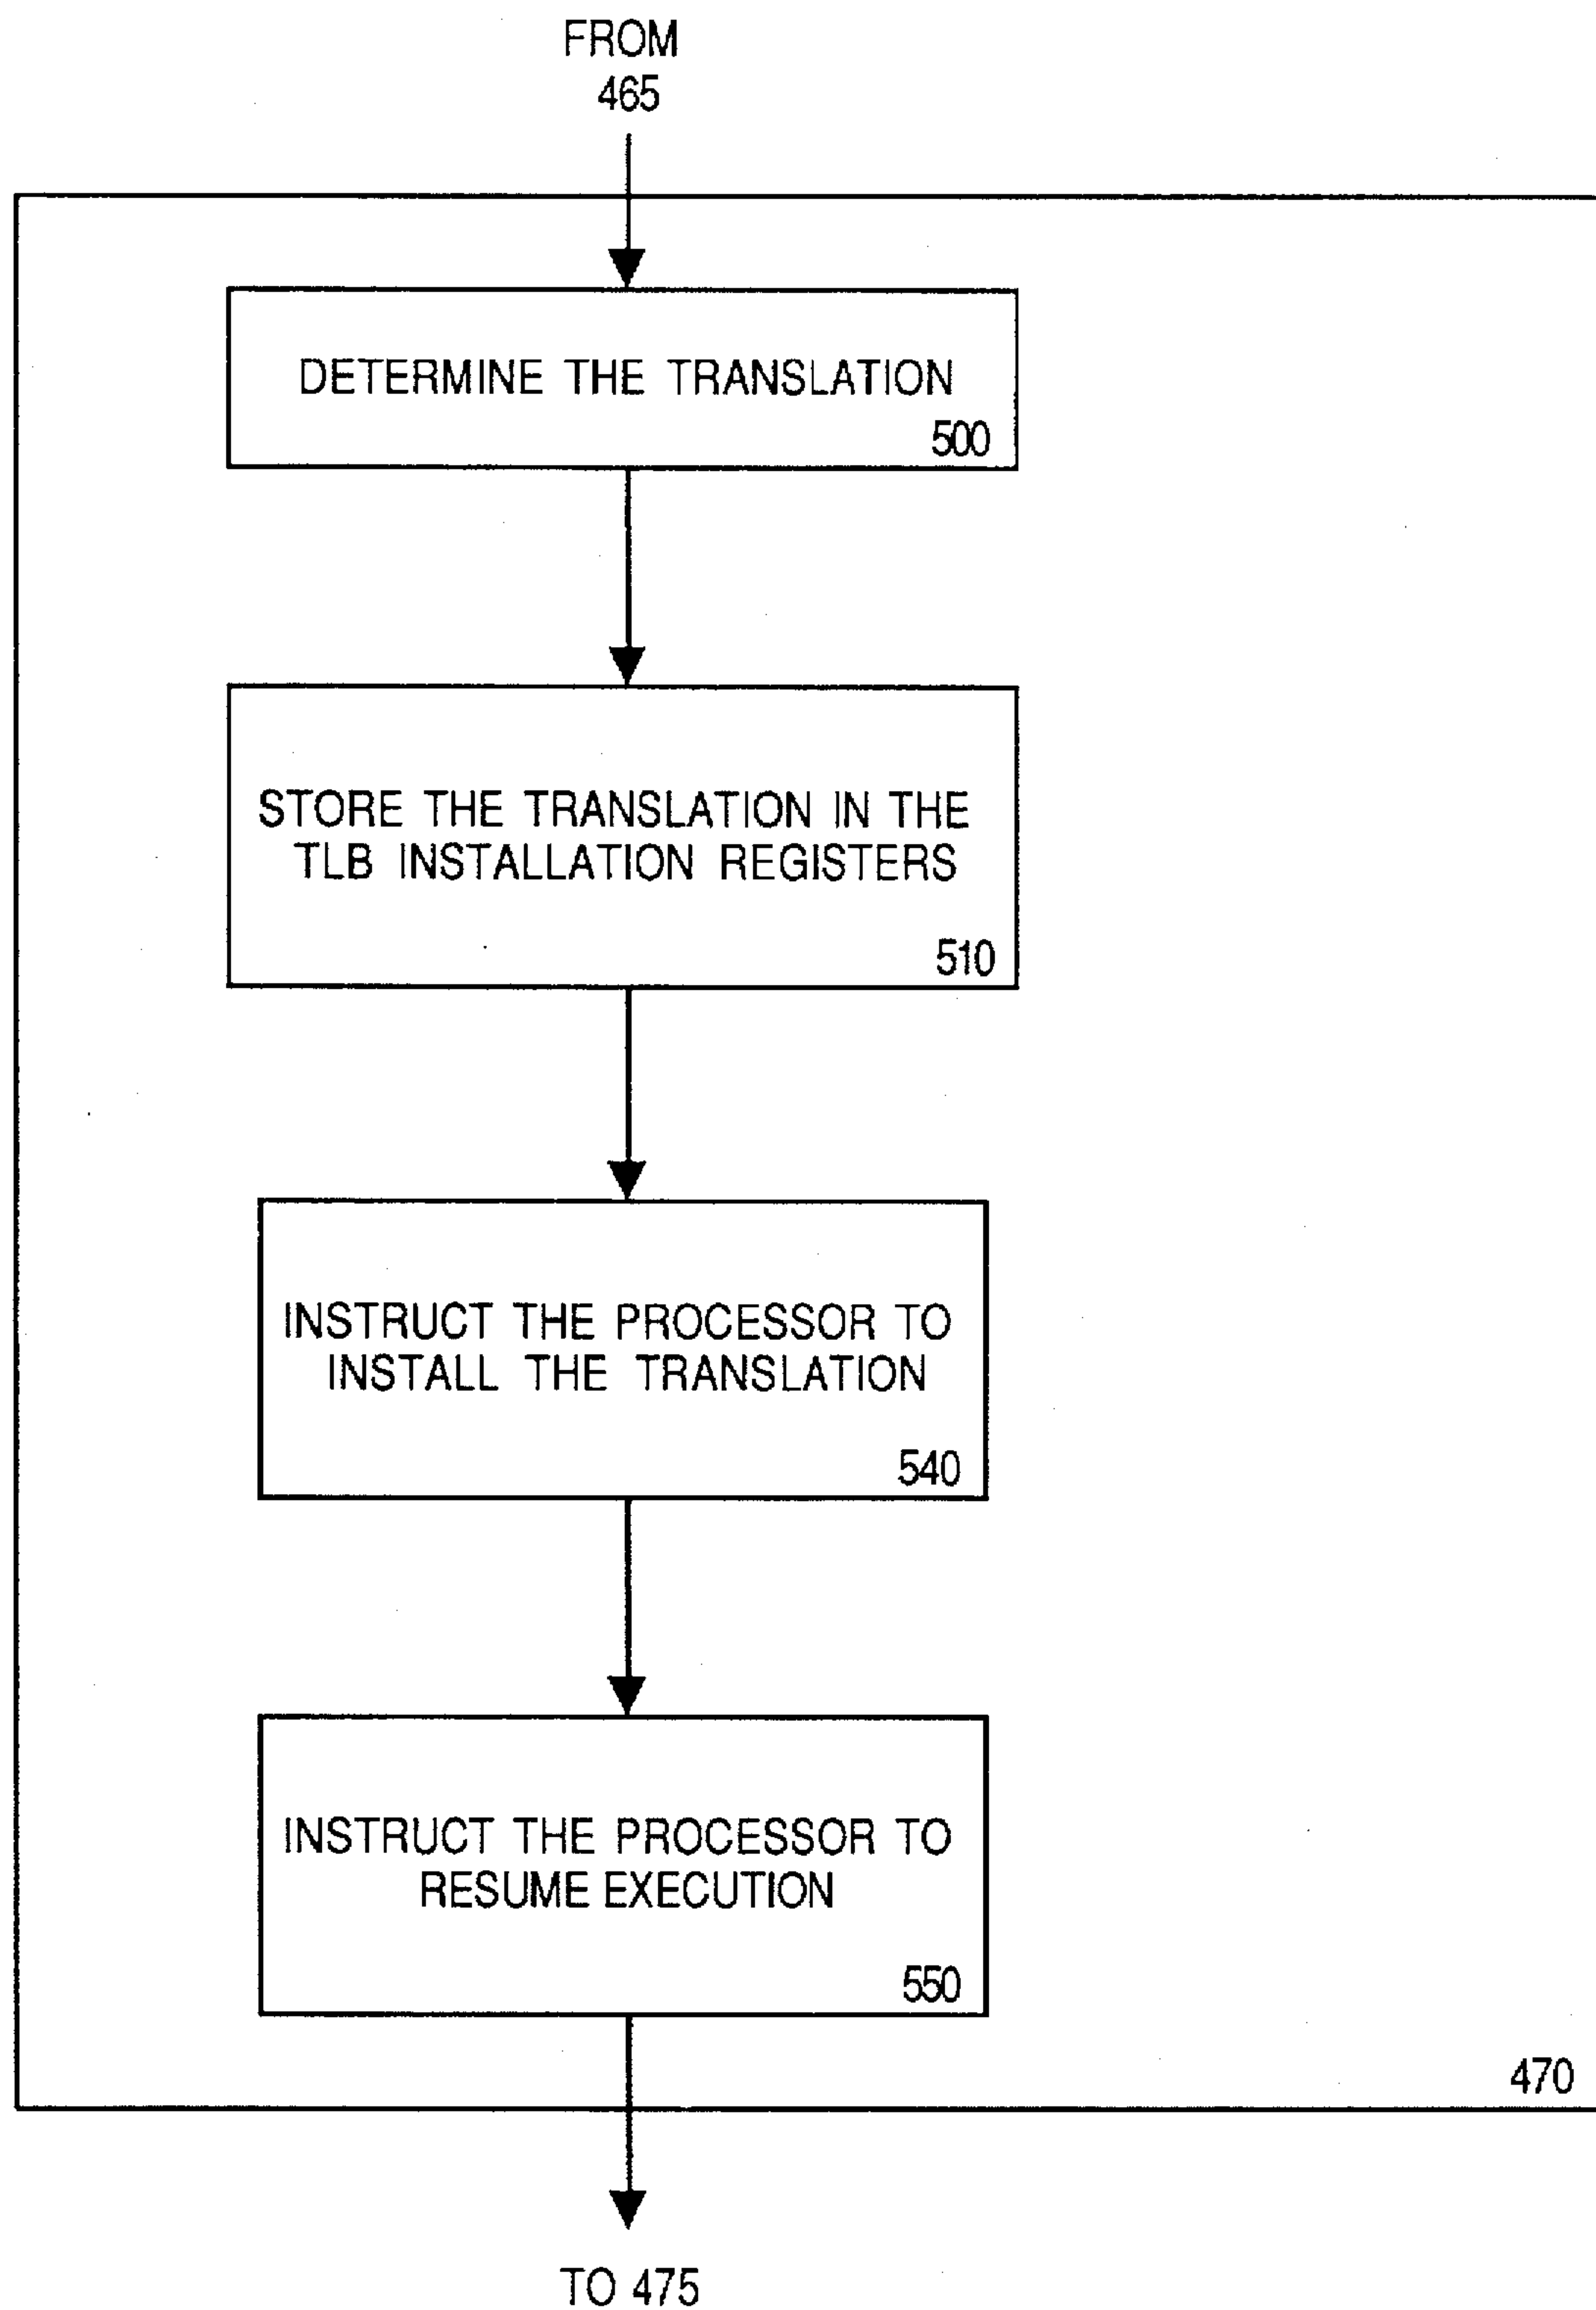 FROM
465
DETERMINE THE TRANSLATION
500
STORE THE TRANSLATION IN THE
TLB INSTALLATION REGISTERS
510
INSTRUCT THE PROCESSOR TO
INSTALL THE TRANSLATION
540
INSTRUCT THE PROCESSOR TO
RESUME EXECUTION
550
470
TO 475